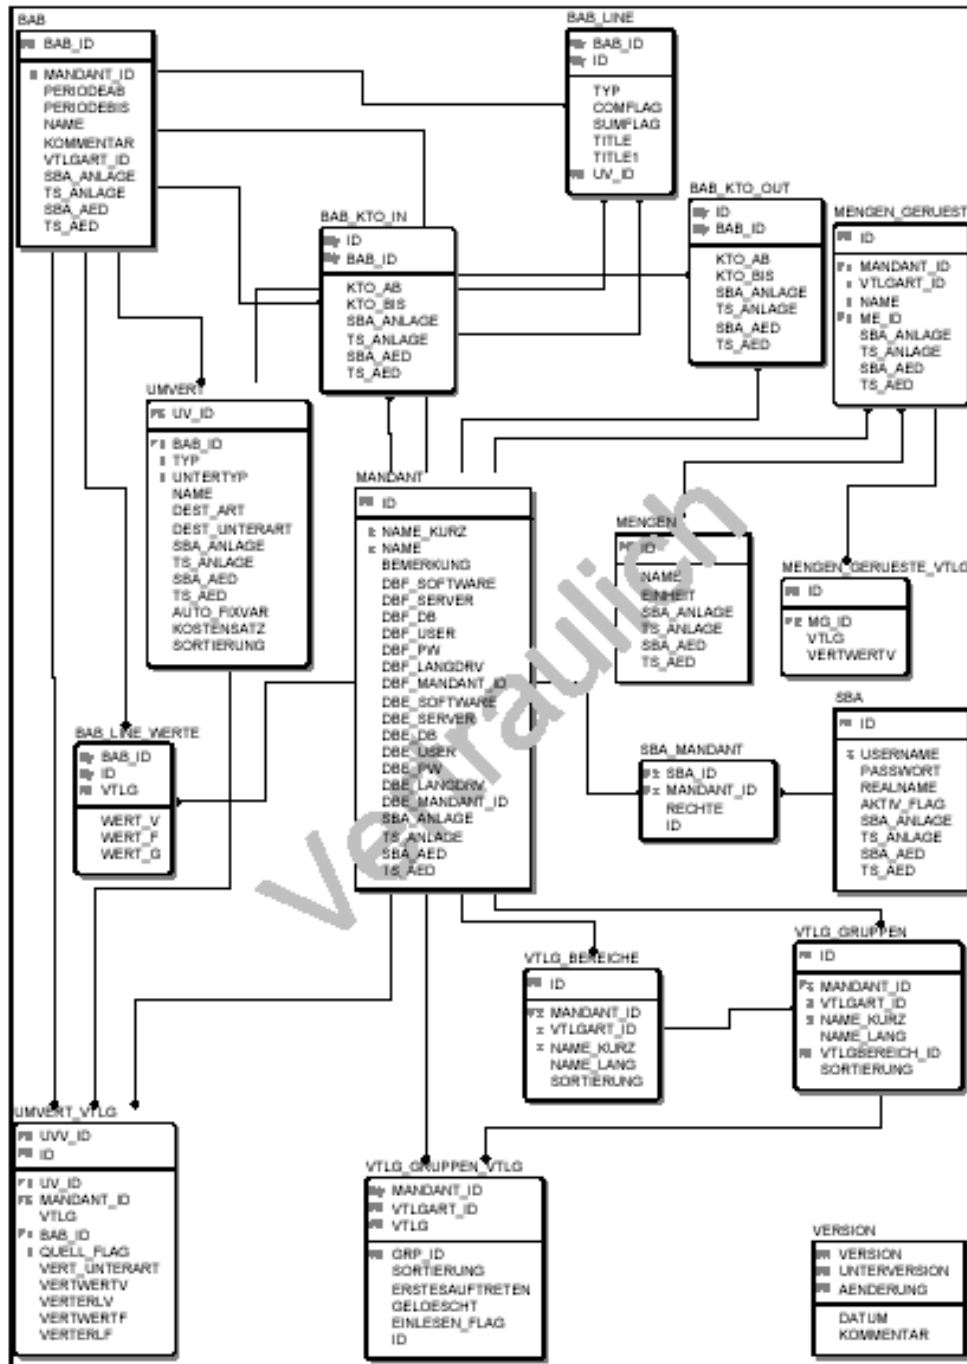 BAB
BAB_ID
MANDANT_ID
PERIODEAB
PERIODEBIS
NAME
KOMMENTAR
VTLGART_ID
SBA_ANLAGE
TS_ANLAGE
SBA_AED
TS_AED
BAB_LINE
BAB_ID
ID
TYP
COMFLAG
SUMFLAG
TITLE
TITLE1
UV_ID
BAB_KTO_IN
ID
BAB_ID
KTO_AB
KTO_BIS
SBA_ANLAGE
TS_ANLAGE
SBA_AED
TS_AED
BAB_KTO_OUT
ID
BAB_ID
KTO_AB
KTO_BIS
SBA_ANLAGE
TS_ANLAGE
SBA_AED
TS_AED
MENGEN_GERUEST
ID
MANDANT_ID
VTLGART_ID
NAME
ME_ID
SBA_ANLAGE
TS_ANLAGE
SBA_AED
TS_AED
UMVERT
UV_ID
BAB_ID
TYP
UNTERTYP
NAME
DEST_ART
DEST_UNTERART
SBA_ANLAGE
TS_ANLAGE
SBA_AED
TS_AED
AUTO_FIXVAR
KOSTENSATZ
SORTIERUNG
MANDANT
ID
NAME_KURZ
NAME
BEMERKUNG
DBF_SOFTWARE
DBF_SERVER
DBF_DB
DBF_USER
DBF_PW
DBF_LANGDRV
DBF_MANDANT_ID
DBE_SOFTWARE
DBE_SERVER
DBE_DB
DBE_USER
DBE_PW
DBE_LANGDRV
DBE_MANDANT_ID
SBA_ANLAGE
TS_ANLAGE
SBA_AED
TS_AED
MENGEN
ID
NAME
EINHEIT
SBA_ANLAGE
TS_ANLAGE
SBA_AED
TS_AED
MENGEN_GERUESTE_VTLG
ID
MG_ID
VTLG
VERTWERTV
BAB_LINE_WERTE
BAB_ID
ID
VTLG
WERT_V
WERT_F
WERT_G
SBA_MANDANT
SBA_ID
MANDANT_ID
RECHTE
ID
SBA
ID
USERNAME
PASSWORT
REALNAME
AKTIV_FLAG
SBA_ANLAGE
TS_ANLAGE
SBA_AED
TS_AED
Vertraulich
VTLG_BEREICHE
ID
MANDANT_ID
VTLGART_ID
NAME_KURZ
NAME_LANG
SORTIERUNG
VTLG_GRUPPEN
ID
MANDANT_ID
VTLGART_ID
NAME_KURZ
NAME_LANG
VTLGBEREICH_ID
SORTIERUNG
UMVERT_VTLG
UVV_ID
ID
UV_ID
MANDANT_ID
VTLG
BAB_ID
QUELL_FLAG
VERT_UNTERART
VERTWERTV
VERTERLV
VERTWERTF
VERTERLF
VTLG_GRUPPEN_VTLG
MANDANT_ID
VTLGART_ID
VTLG
GRP_ID
SORTIERUNG
ERSTESAUFTRETEN
GELOESCHT
EINLESEN_FLAG
ID
VERSION
VERSION
UNTERVERSION
AENDERUNG
DATUM
KOMMENTAR